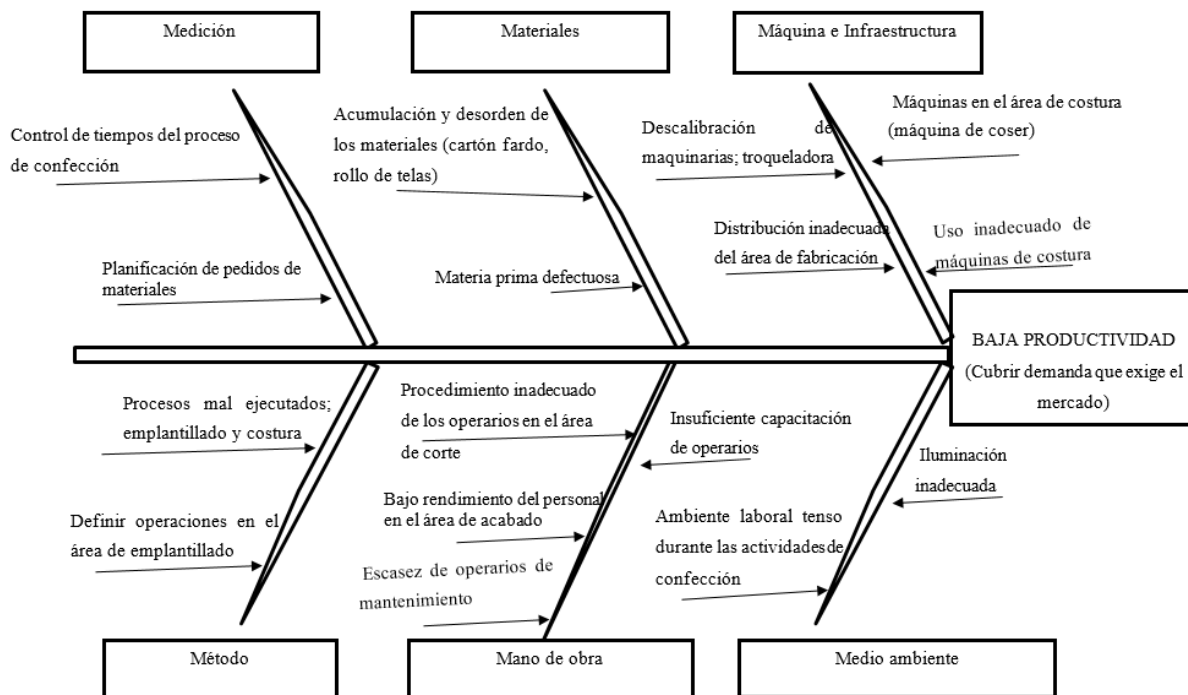 Medición
Materiales
Máquina e Infraestructura
Control de tiempos del proceso
de confección
Planificación de pedidos de
materiales
Acumulación y desorden de
los materiales (cartón fardo,
rollo de telas)
Materia prima defectuosa
Descalibración de
maquinarias; troqueladora
Distribución inadecuada
del área de fabricación
Máquinas en el área de costura
(máquina de coser)
Uso inadecuado de
máquinas de costura
BAJA PRODUCTIVIDAD
(Cubrir demanda que exige el
mercado)
Procesos mal ejecutados;
emplantillado y costura
Definir operaciones en el
área de emplantillado
Procedimiento inadecuado
de los operarios en el área
de corte
Insuficiente capacitación
de operarios
Bajo rendimiento del personal
en el área de acabado
Escasez de operarios de
mantenimiento
Iluminación
inadecuada
Ambiente laboral tenso
durante las actividades de
confección
Método
Mano de obra
Medio ambiente